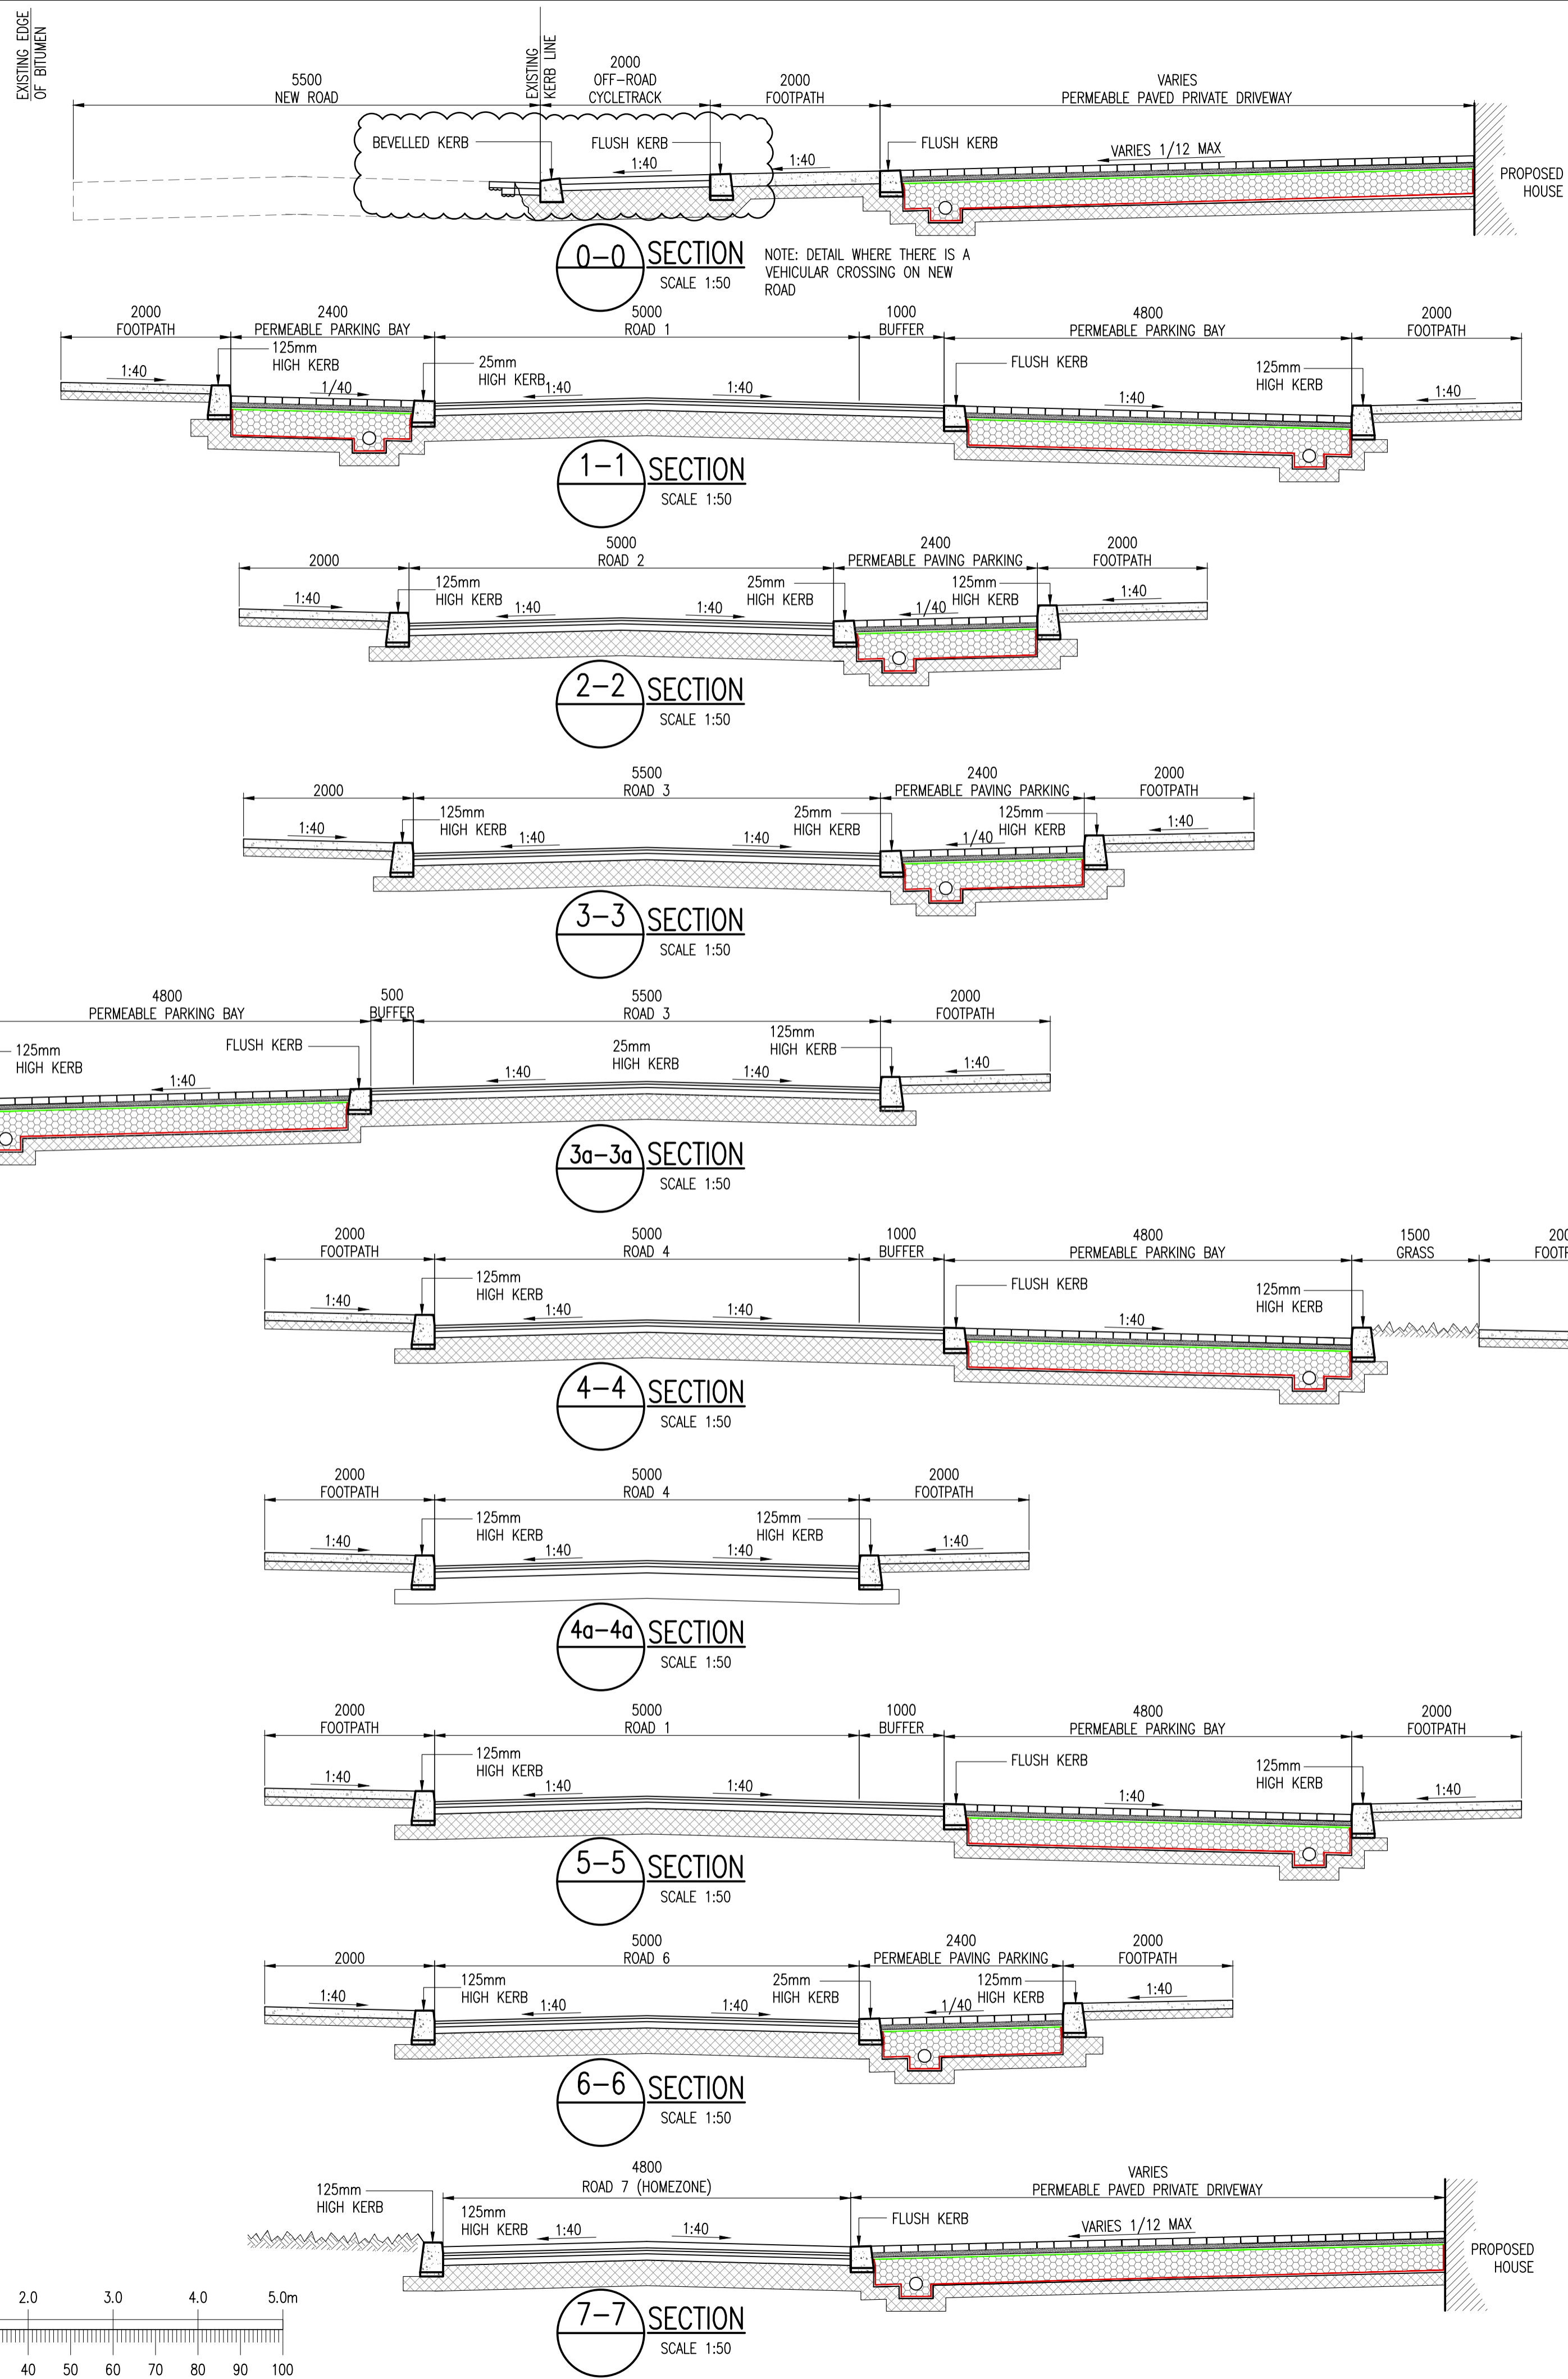 EXISTING EDGE
OF BITUMEN
5500
NEW ROAD
EXISTING
KERB LINE
2000
OFF-ROAD
CYCLETRACK
2000
FOOTPATH
VARIES
PERMEABLE PAVED PRIVATE DRIVEWAY
BEVELLED KERB
FLUSH KERB
1:40
1:40
FLUSH KERB
VARIES 1/12 MAX
PROPOSED
HOUSE
0-0
SECTION
SCALE 1:50
NOTE: DETAIL WHERE THERE IS A
VEHICULAR CROSSING ON NEW
ROAD
2000
FOOTPATH
2400
PERMEABLE PARKING BAY
5000
ROAD 1
1000
BUFFER
4800
PERMEABLE PARKING BAY
2000
FOOTPATH
1:40
125mm
HIGH KERB
1/40
25mm
HIGH KERB
1:40
1:40
FLUSH KERB
1:40
125mm
HIGH KERB
1:40
1-1
SECTION
SCALE 1:50
2000
5000
ROAD 2
2400
PERMEABLE PAVING PARKING
2000
FOOTPATH
1:40
125mm
HIGH KERB
1:40
1:40
25mm
HIGH KERB
1/40
125mm
HIGH KERB
1:40
2-2
SECTION
SCALE 1:50
2000
5500
ROAD 3
2400
PERMEABLE PAVING PARKING
2000
FOOTPATH
1:40
125mm
HIGH KERB
1:40
1:40
25mm
HIGH KERB
1/40
125mm
HIGH KERB
1:40
3-3
SECTION
SCALE 1:50
4800
PERMEABLE PARKING BAY
500
BUFFER
5500
ROAD 3
2000
FOOTPATH
125mm
HIGH KERB
1:40
FLUSH KERB
1:40
25mm
HIGH KERB
1:40
125mm
HIGH KERB
1:40
3a-3a
SECTION
SCALE 1:50
2000
FOOTPATH
5000
ROAD 4
1000
BUFFER
4800
PERMEABLE PARKING BAY
1500
GRASS
1:40
125mm
HIGH KERB
1:40
1:40
FLUSH KERB
1:40
125mm
HIGH KERB
4-4
SECTION
SCALE 1:50
2000
FOOTPATH
5000
ROAD 4
2000
FOOTPATH
1:40
125mm
HIGH KERB
1:40
1:40
125mm
HIGH KERB
1:40
4a-4a
SECTION
SCALE 1:50
2000
FOOTPATH
5000
ROAD 1
1000
BUFFER
4800
PERMEABLE PARKING BAY
2000
FOOTPATH
1:40
125mm
HIGH KERB
1:40
1:40
FLUSH KERB
1:40
125mm
HIGH KERB
1:40
5-5
SECTION
SCALE 1:50
2000
5000
ROAD 6
2400
PERMEABLE PAVING PARKING
2000
FOOTPATH
1:40
125mm
HIGH KERB
1:40
1:40
25mm
HIGH KERB
1/40
125mm
HIGH KERB
1:40
6-6
SECTION
SCALE 1:50
4800
ROAD 7 (HOMEZONE)
VARIES
PERMEABLE PAVED PRIVATE DRIVEWAY
125mm
HIGH KERB
125mm
HIGH KERB
1:40
1:40
FLUSH KERB
VARIES 1/12 MAX
PROPOSED
HOUSE
7-7
SECTION
SCALE 1:50
2.0 3.0 4.0 5.0m
40 50 60 70 80 90 100